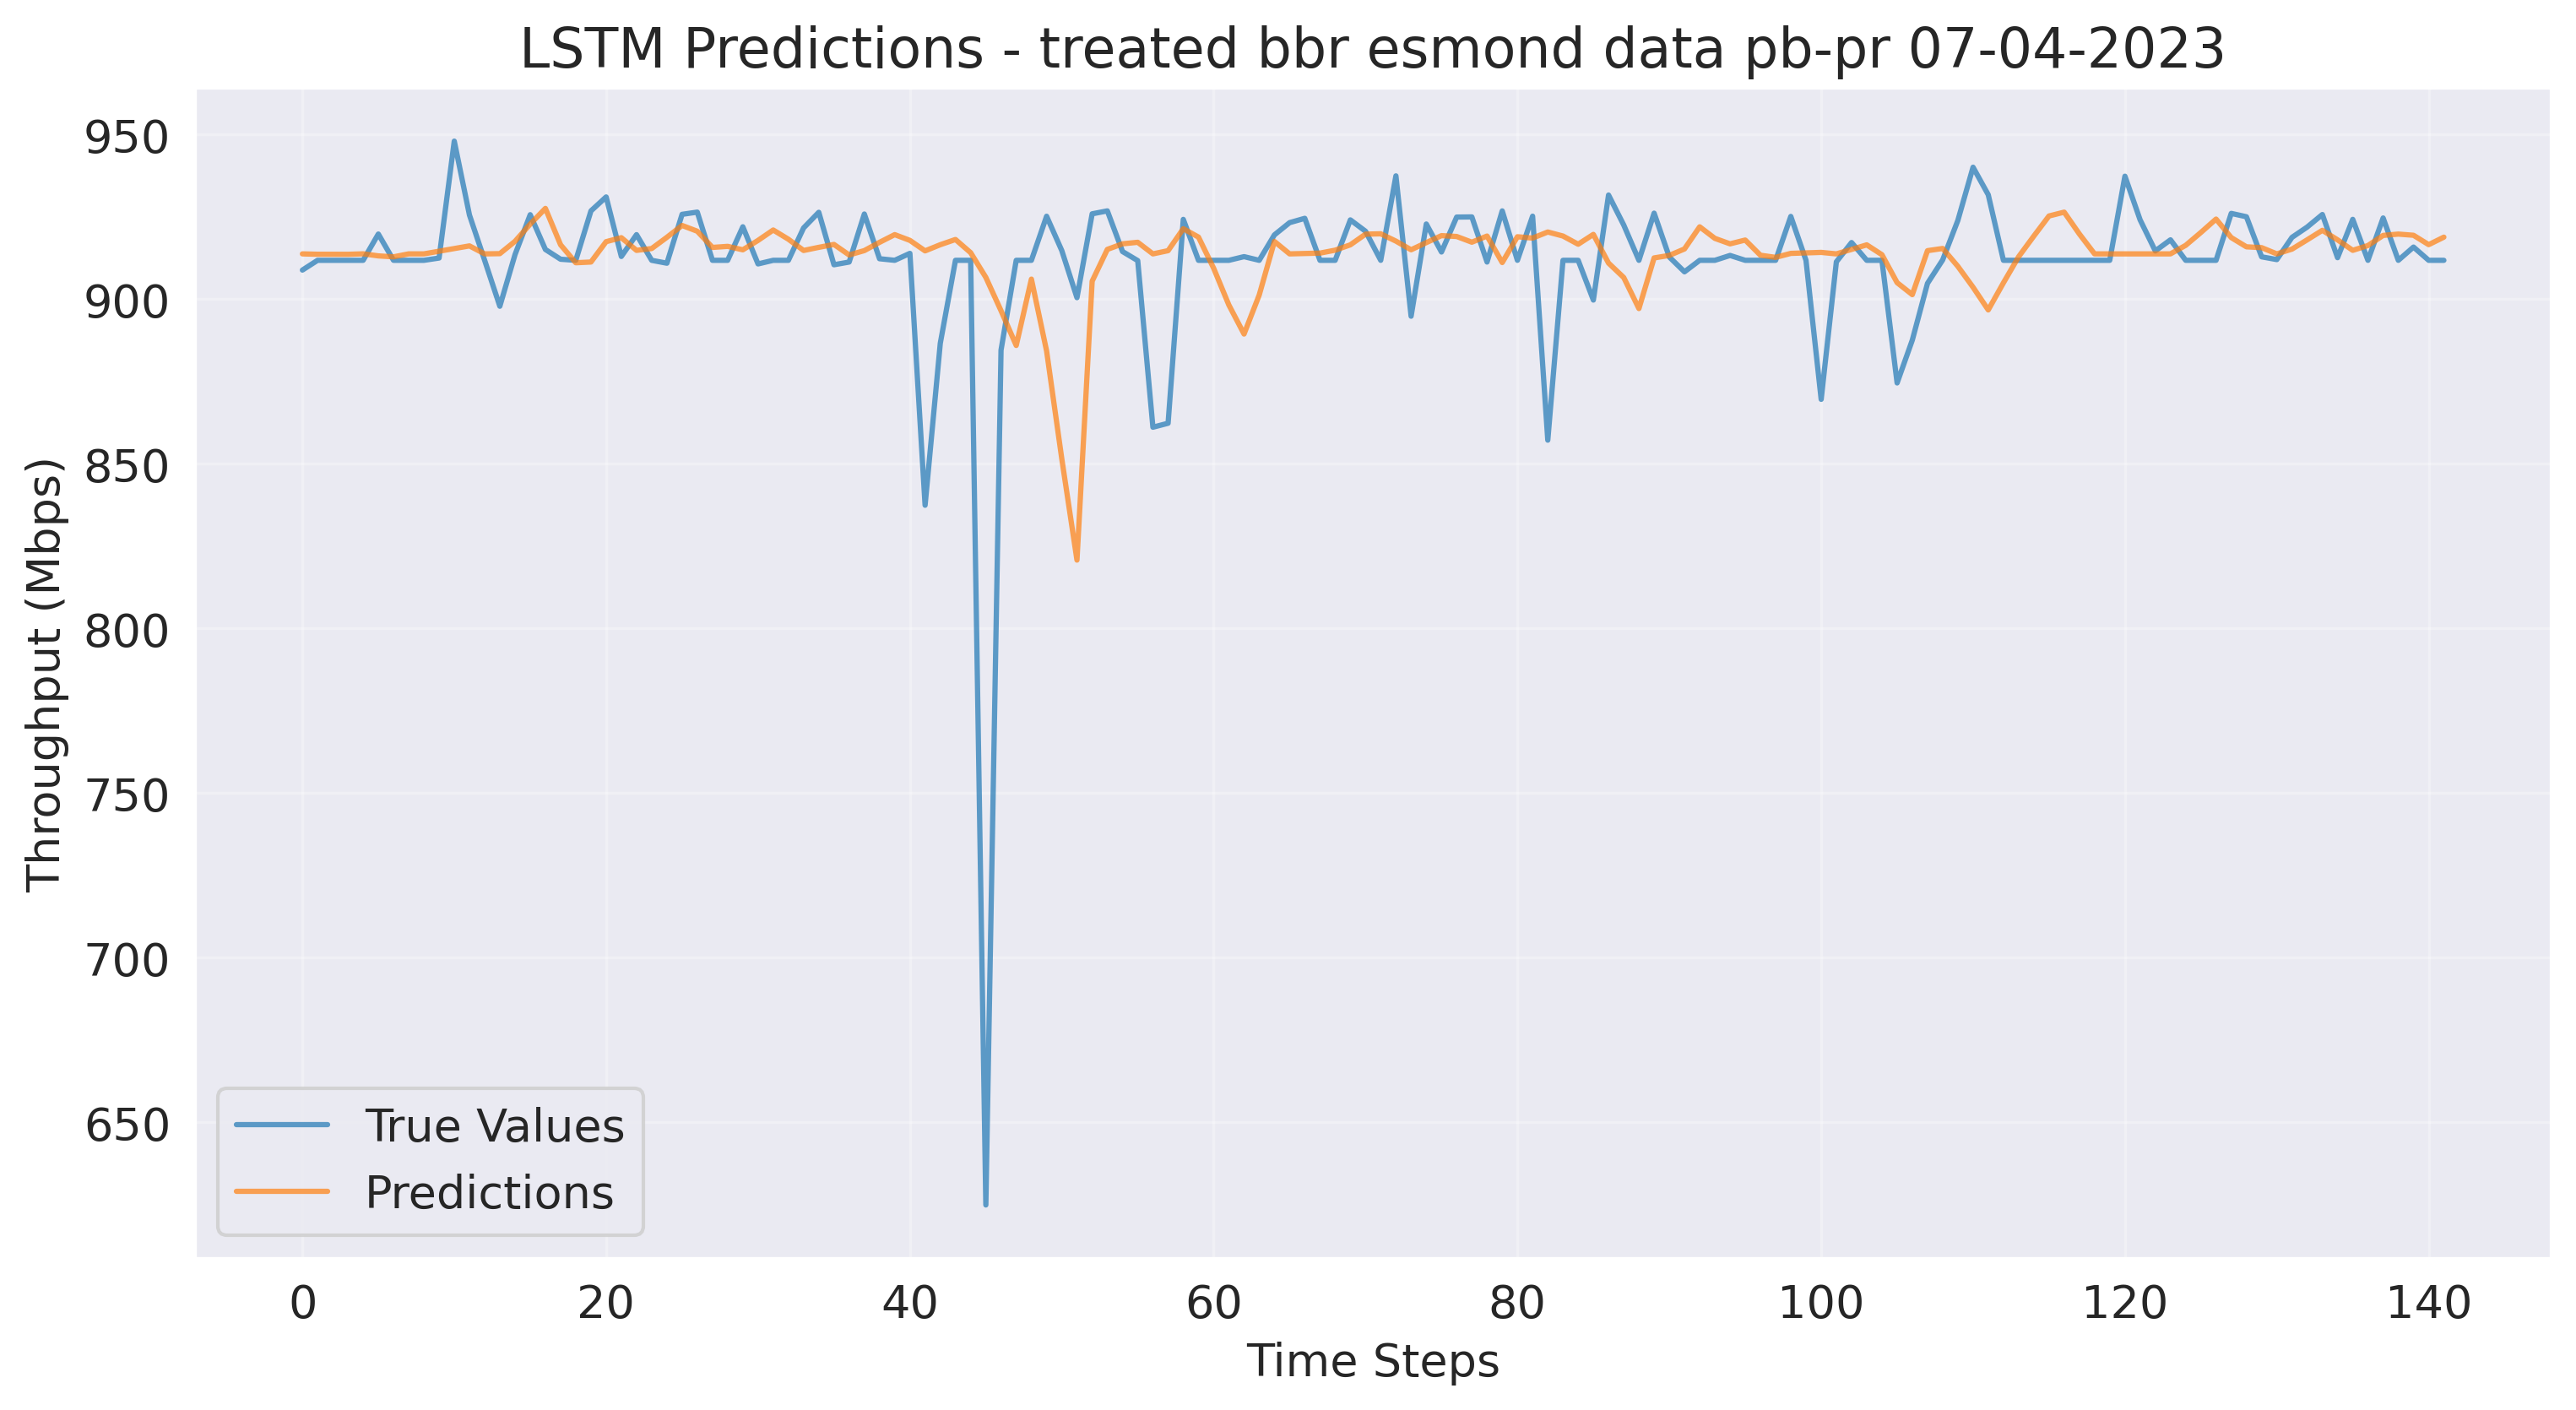 LSTM Predictions - treated bbr esmond data pb-pr 07-04-2023
950
900
850
800
750
700
650
Throughput (Mbps)
True Values
Predictions
0 20 40 60 80 100 120 140
Time Steps